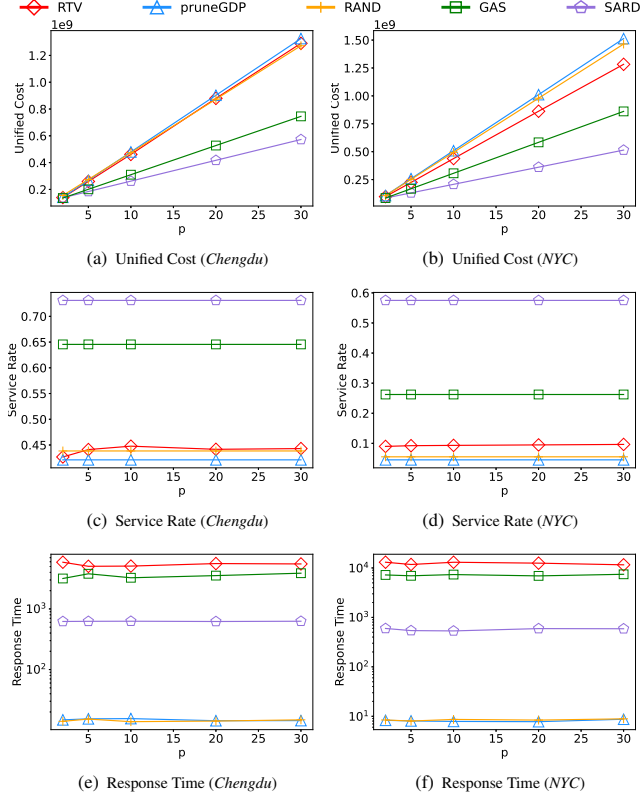 RTV pruneGDP RAND GAS SARD
1e9
Unified Cost
1.2
1.0
0.8
0.6
0.4
0.2
5 10 15 20 25 30
p
(a) Unified Cost (Chengdu)
1e9
Unified Cost
1.50
1.25
1.00
0.75
0.50
0.25
5 10 15 20 25 30
p
(b) Unified Cost (NYC)
Service Rate
0.70
0.65
0.60
0.55
0.50
0.45
5 10 15 20 25 30
p
(c) Service Rate (Chengdu)
Service Rate
0.6
0.5
0.4
0.3
0.2
0.1
5 10 15 20 25 30
p
(d) Service Rate (NYC)
Response Time
10³
10²
5 10 15 20 25 30
p
(e) Response Time (Chengdu)
Response Time
10⁴
10³
10²
10¹
5 10 15 20 25 30
p
(f) Response Time (NYC)